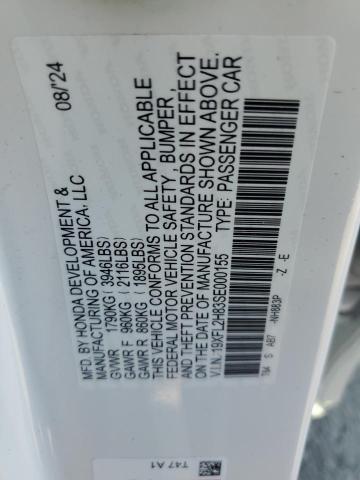 MFD. BY HONDA DEVELOPMENT & 08/'24
MANUFACTURING OF AMERICA, LLC
GVWR 1790KG (3946LBS)
GAWR F 960KG (2116LBS)
GAWR R 860KG (1895LBS)
THIS VEHICLE CONFORMS TO ALL APPLICABLE
FEDERAL MOTOR VEHICLE SAFETY, BUMPER,
AND THEFT PREVENTION STANDARDS IN EFFECT
ON THE DATE OF MANUFACTURE SHOWN ABOVE.
V.I.N.:19XFL2H83SE000155
TYPE: PASSENGER CAR
T84 S AB7 -NH883P -Z -E
T47 A1